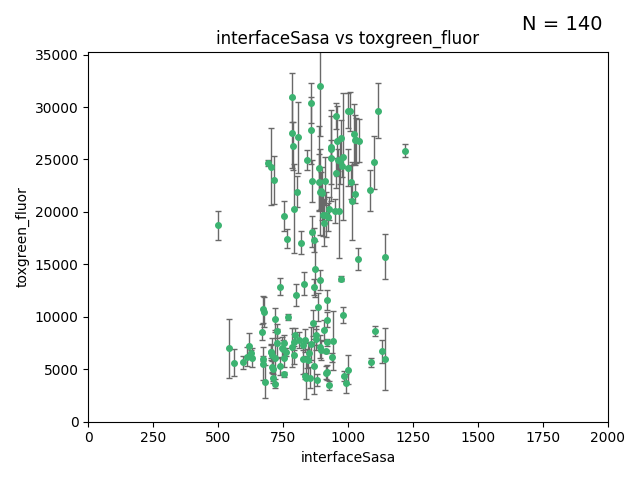 N = 140
interfaceSasa vs toxgreen_fluor
35000
30000
25000
20000
15000
10000
5000
0
toxgreen_fluor
0 250 500 750 1000 1250 1500 1750 2000
interfaceSasa